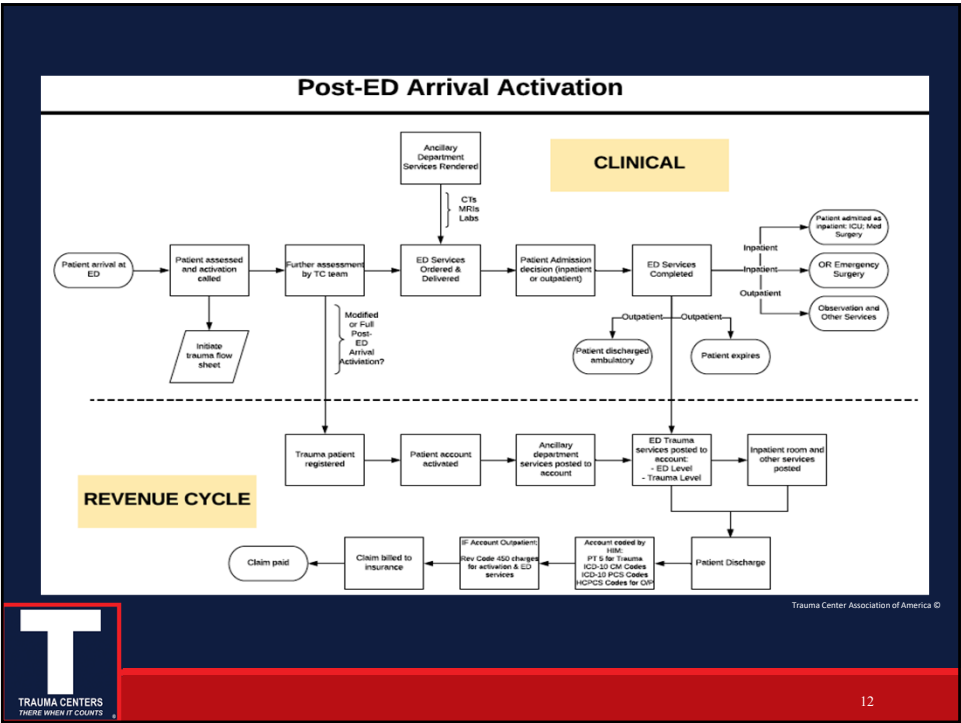 Post-ED Arrival Activation
Ancillary
Department
Services Rendered
CLINICAL
CTs
MRIs
Labs
Patient arrival at
ED
Patient assessed
and activation
called
Further assessment
by TC team
ED Services
Ordered &
Delivered
Patient Admission
decision (inpatient
or outpatient)
ED Services
Completed
Inpatient
Inpatient
Outpatient
Patient admitted as
inpatient: ICU; Med
Surgery
OR Emergency
Surgery
Observation and
Other Services
Initiate
trauma flow
sheet
Modified
or Full
Post-
ED
Arrival
Activiation?
Outpatient
Outpatient
Patient discharged
ambulatory
Patient expires
Trauma patient
registered
Patient account
activated
Ancillary
department
services posted to
account
ED Trauma
services posted to
account:
- ED Level
- Trauma Level
Inpatient room and
other services
posted
REVENUE CYCLE
Claim paid
Claim billed to
insurance
IF Account Outpatient:
Rev Code 450 charges
for activation & ED
services
Account coded by
HIM:
PT 5 for Trauma
ICD-10 CM Codes
ICD-10 PCS Codes
HCPCS Codes for O/P
Patient Discharge
Trauma Center Association of America ©
T
TRAUMA CENTERS
THERE WHEN IT COUNTS
®
12